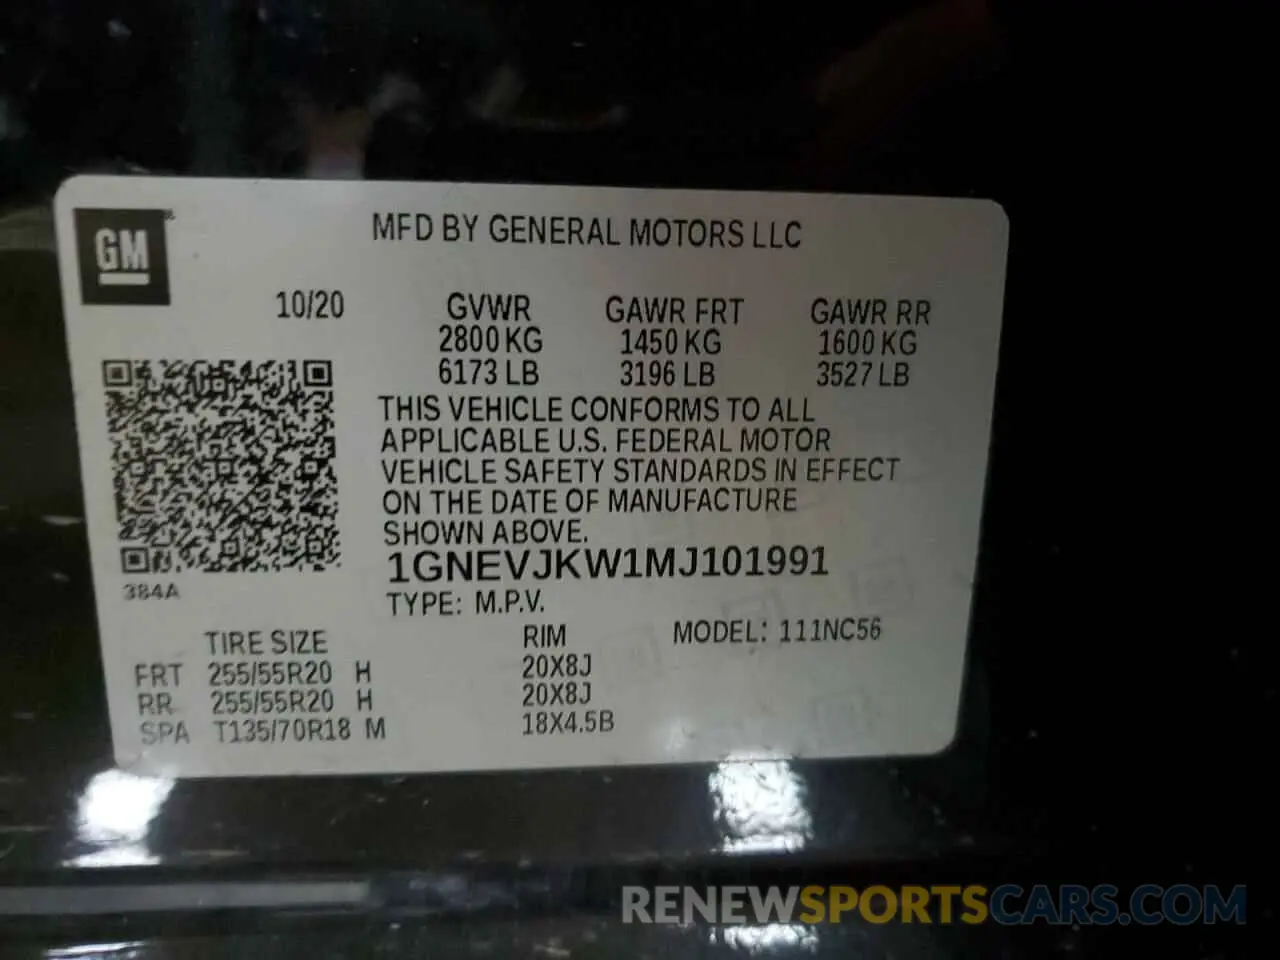 GM
MFD BY GENERAL MOTORS LLC
10/20 GVWR GAWR FRT GAWR RR
2800 KG 1450 KG 1600 KG
6173 LB 3196 LB 3527 LB
THIS VEHICLE CONFORMS TO ALL
APPLICABLE U.S. FEDERAL MOTOR
VEHICLE SAFETY STANDARDS IN EFFECT
ON THE DATE OF MANUFACTURE
SHOWN ABOVE.
1GNEVJKW1MJ101991
384A
TYPE: M.P.V.
TIRE SIZE RIM MODEL: 111NC56
FRT 255/55R20 H 20X8J
RR 255/55R20 H 20X8J
SPA T135/70R18 M 18X4.5B
RENEWSPORTSCARS.COM